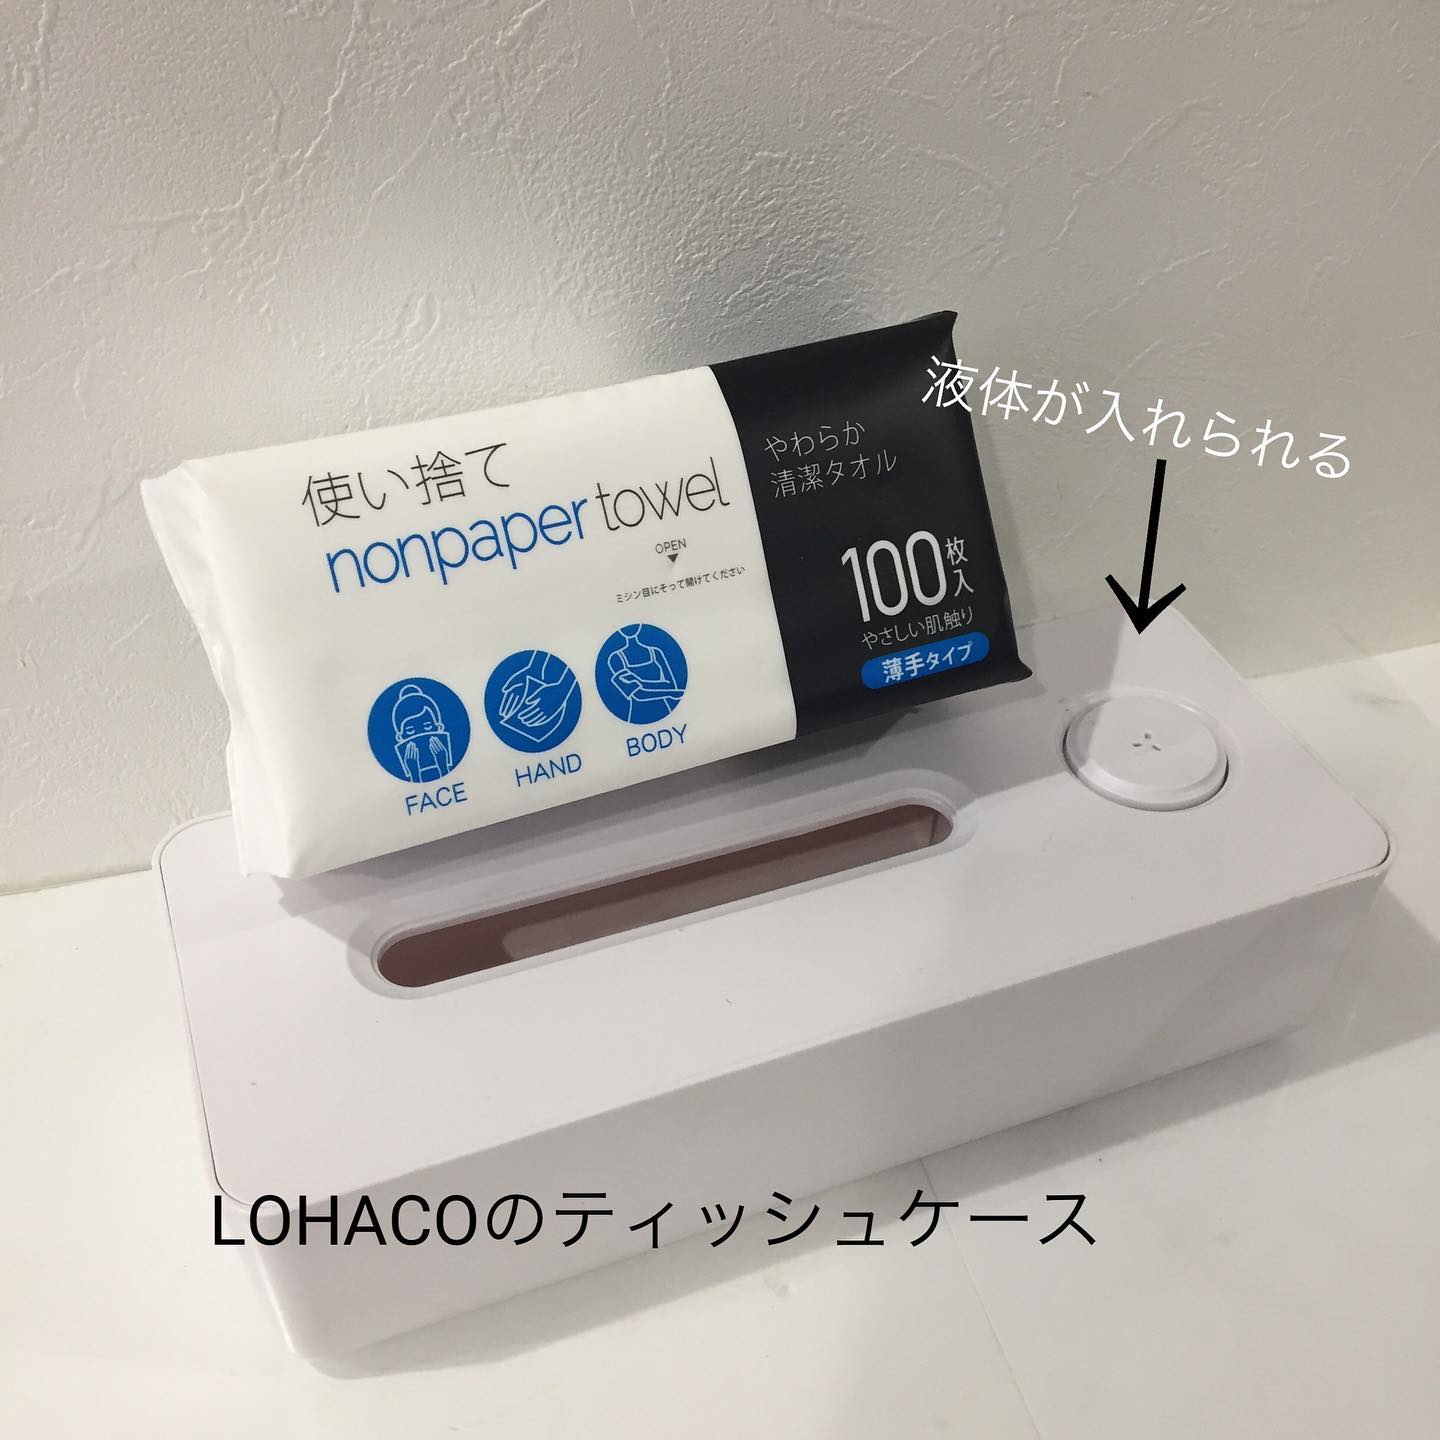 液体が入れられる
使い捨て
nonpaper towel
OPEN
ミシン目にそって開けてください
FACE
HAND
BODY
やわらか
清潔タオル
100枚入
やさしい肌触り
薄手タイプ
LOHACOのティッシュケース